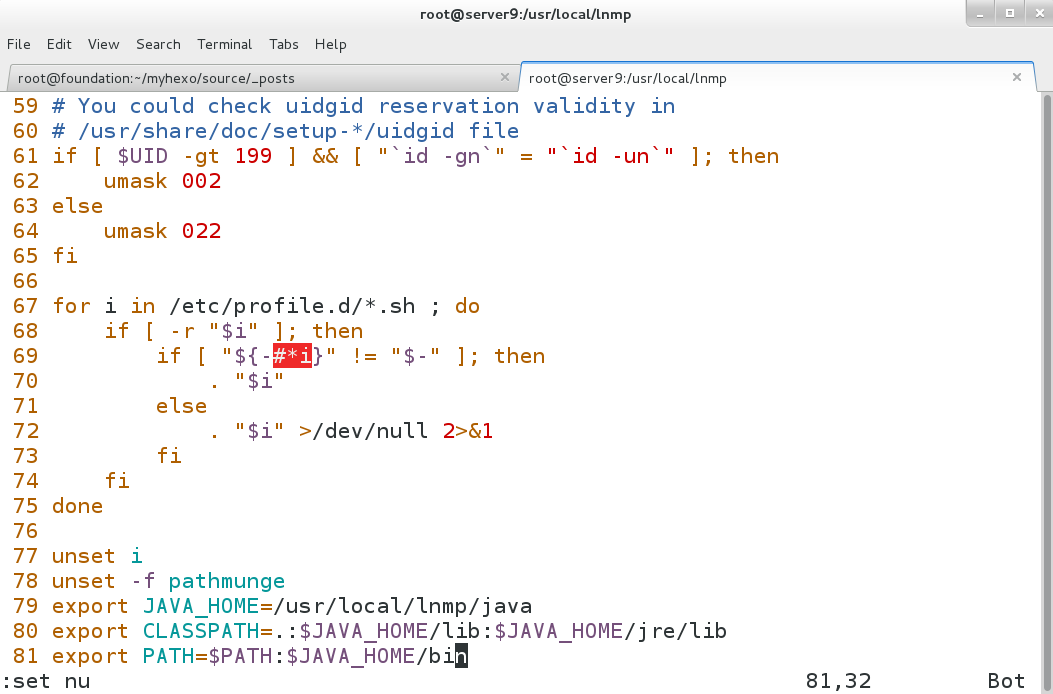 root@server9:/usr/local/lnmp
File Edit View Search Terminal Tabs Help
root@foundation:~/myhexo/source/_posts × root@server9:/usr/local/lnmp ×
59 # You could check uidgid reservation validity in
60 # /usr/share/doc/setup-*/uidgid file
61 if [ $UID -gt 199 ] && [ "`id -gn`" = "`id -un`" ]; then
62     umask 002
63 else
64     umask 022
65 fi
66
67 for i in /etc/profile.d/*.sh ; do
68     if [ -r "$i" ]; then
69         if [ "${-#*i}" != "$-" ]; then
70             . "$i"
71         else
72             . "$i" >/dev/null 2>&1
73         fi
74     fi
75 done
76
77 unset i
78 unset -f pathmunge
79 export JAVA_HOME=/usr/local/lnmp/java
80 export CLASSPATH=.:$JAVA_HOME/lib:$JAVA_HOME/jre/lib
81 export PATH=$PATH:$JAVA_HOME/bin
:set nu 81,32 Bot